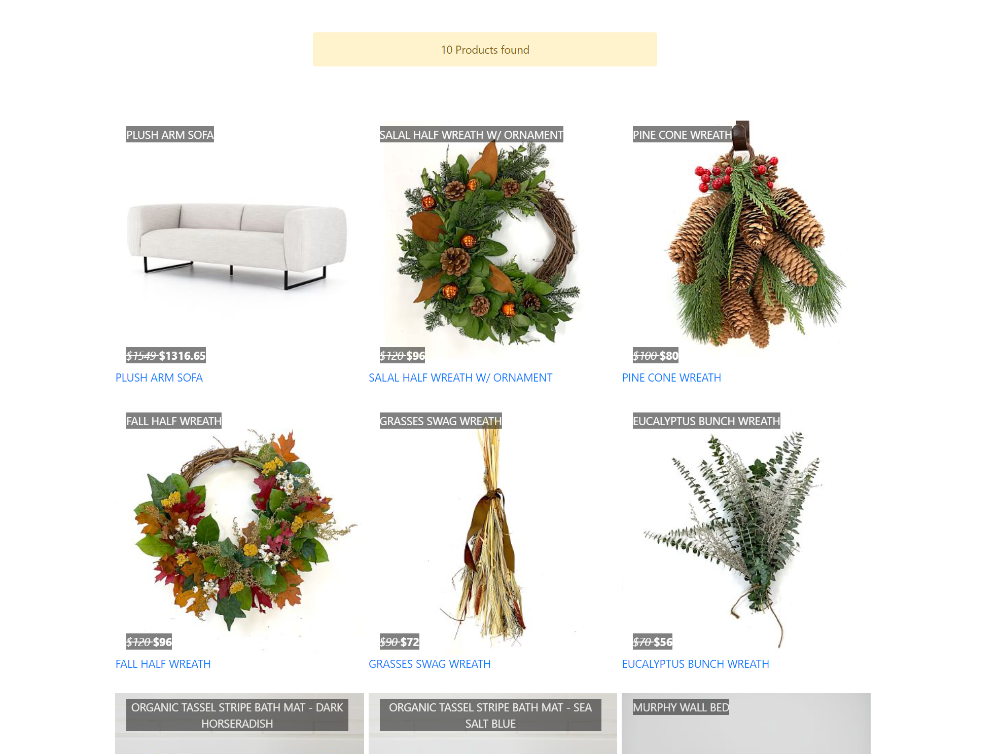 10 Products found
PLUSH ARM SOFA
SALAL HALF WREATH W/ ORNAMENT
PINE CONE WREATH
$1549 $1316.65
$120 $96
$100 $80
PLUSH ARM SOFA
SALAL HALF WREATH W/ ORNAMENT
PINE CONE WREATH
FALL HALF WREATH
GRASSES SWAG WREATH
EUCALYPTUS BUNCH WREATH
$120 $96
$90 $72
$70 $56
FALL HALF WREATH
GRASSES SWAG WREATH
EUCALYPTUS BUNCH WREATH
ORGANIC TASSEL STRIPE BATH MAT - DARK
HORSERADISH
ORGANIC TASSEL STRIPE BATH MAT - SEA
SALT BLUE
MURPHY WALL BED